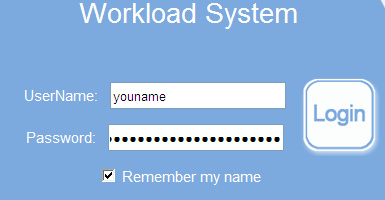 Workload System
UserName: youname
Login
Password: ••••••••••••••••••••••
Remember my name